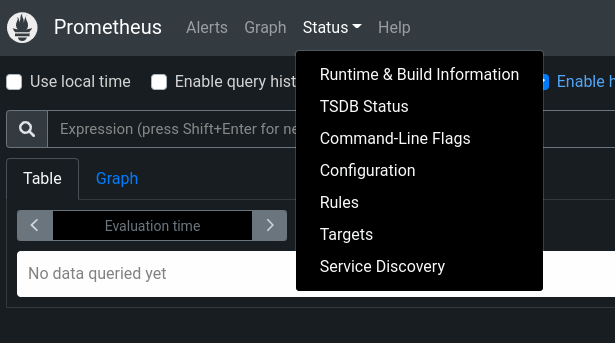 Prometheus Alerts Graph Status Help
Use local time Enable query hist Enable h
Expression (press Shift+Enter for ne
Table Graph
Evaluation time
No data queried yet
Runtime & Build Information
TSDB Status
Command-Line Flags
Configuration
Rules
Targets
Service Discovery